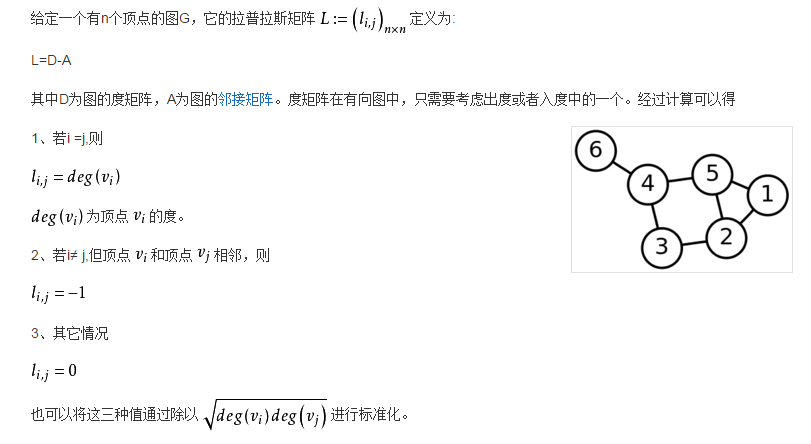 给定一个有n个顶点的图G，它的拉普拉斯矩阵 L := (l_{i,j})_{n×n} 定义为:
L=D-A
其中D为图的度矩阵，A为图的邻接矩阵。度矩阵在有向图中，只需要考虑出度或者入度中的一个。经过计算可以得
1、若i =j,则
l_{i,j} = deg(v_i)
deg(v_i) 为顶点 v_i 的度。
2、若i≠ j,但顶点 v_i 和顶点 v_j 相邻，则
l_{i,j} = −1
3、其它情况
l_{i,j} = 0
也可以将这三种值通过除以 √(deg(v_i)deg(v_j)) 进行标准化。
6
4
5
1
3
2